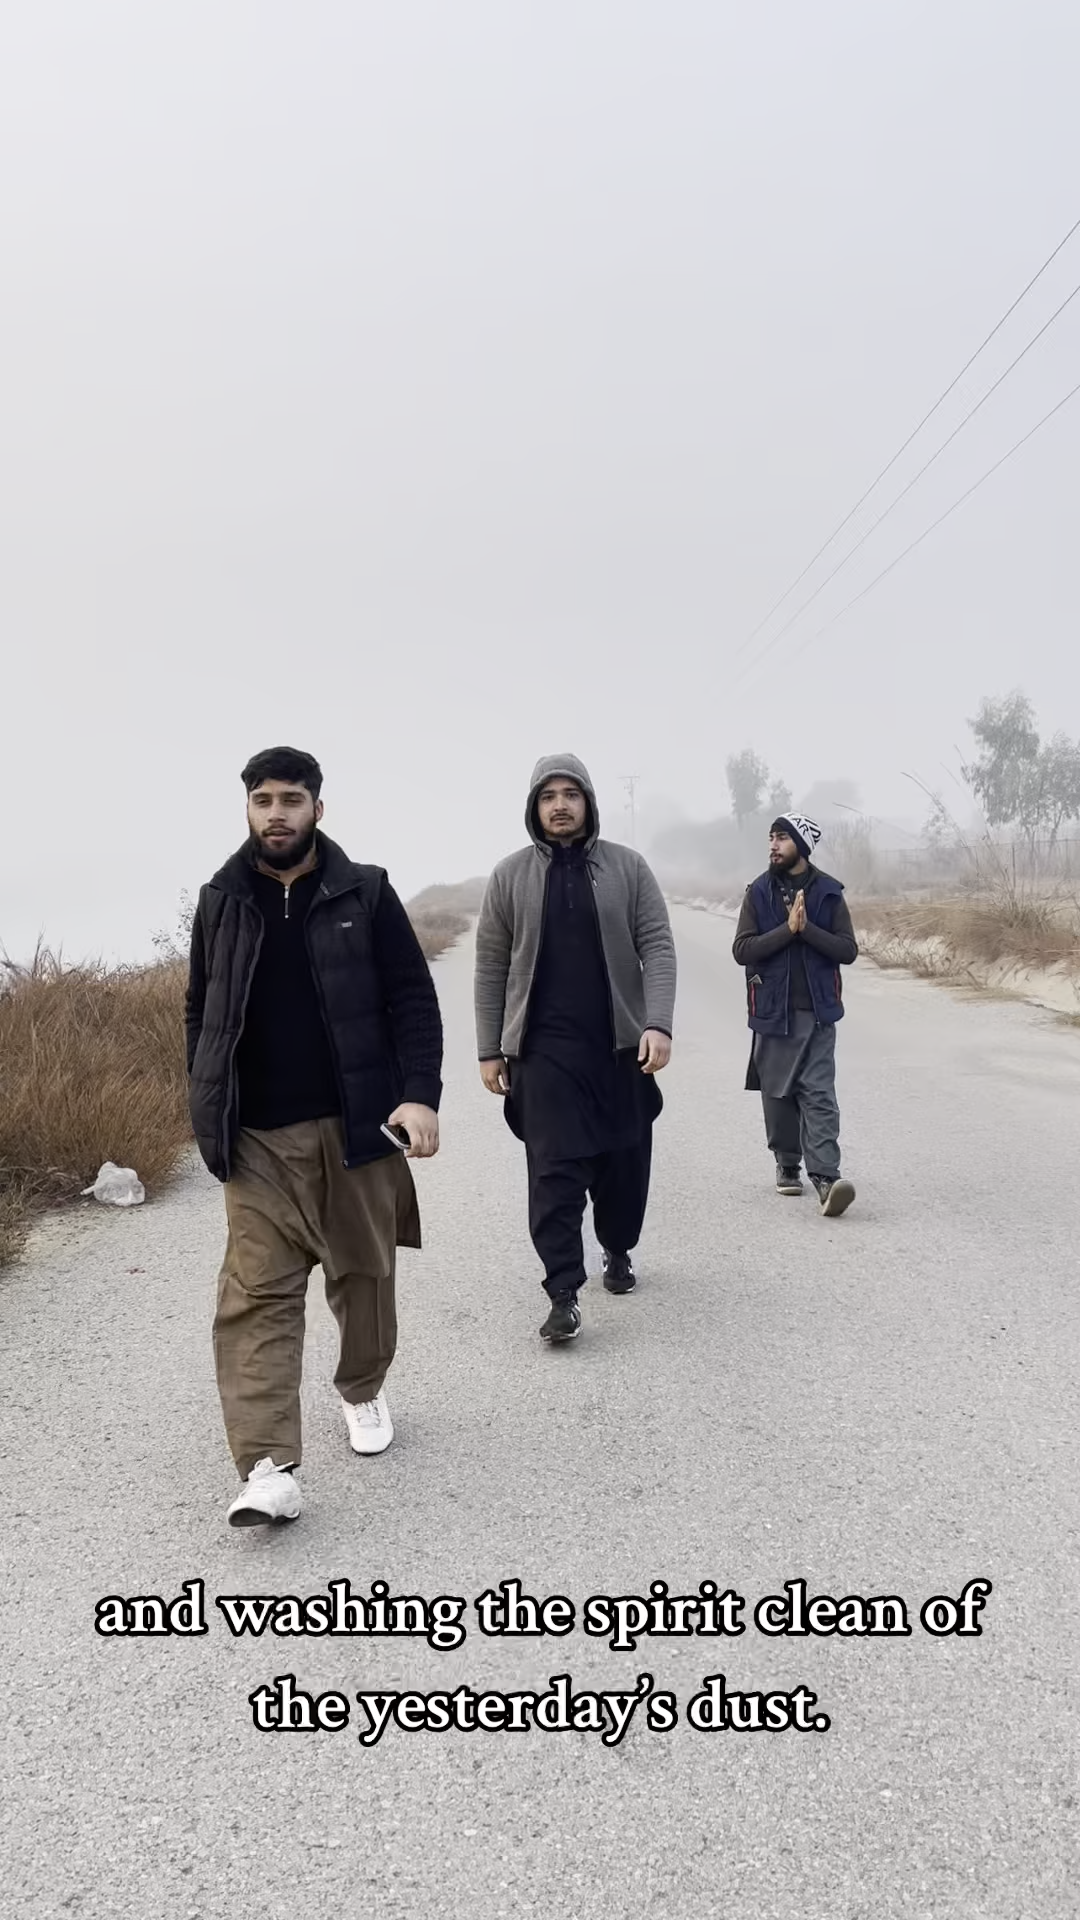 and washing the spirit clean of
the yesterday’s dust.